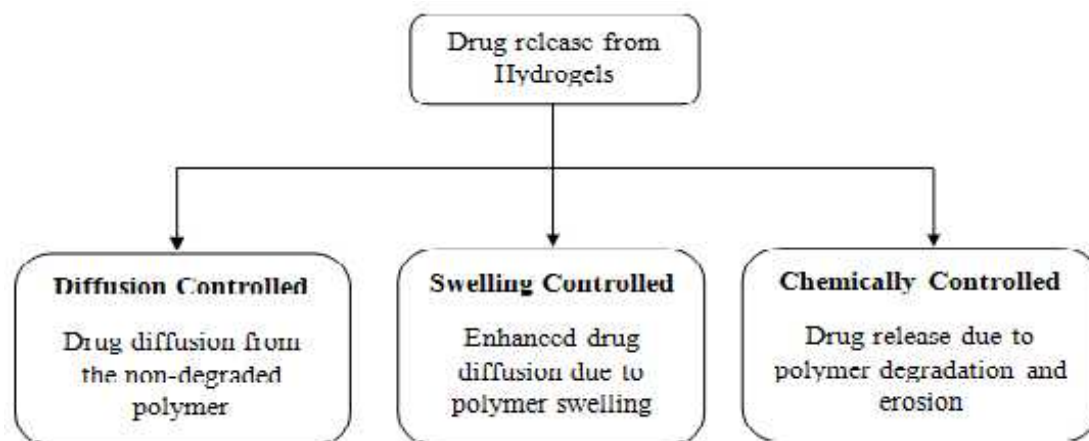 Drug release from
Hydrogels
Diffusion Controlled
Drug diffusion from
the non-degraded
polymer
Swelling Controlled
Enhanced drug
diffusion due to
polymer swelling
Chemically Controlled
Drug release due to
polymer degradation and
erosion